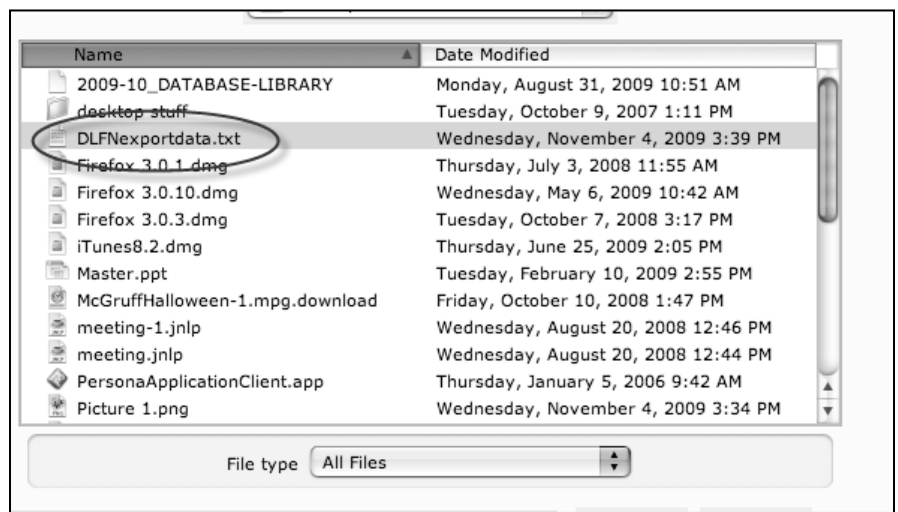 Name Date Modified
2009-10_DATABASE-LIBRARY Monday, August 31, 2009 10:51 AM
desktop stuff Tuesday, October 9, 2007 1:11 PM
DLFNexportdata.txt Wednesday, November 4, 2009 3:39 PM
Firefox 3.0.1.dmg Thursday, July 3, 2008 11:55 AM
Firefox 3.0.10.dmg Wednesday, May 6, 2009 10:42 AM
Firefox 3.0.3.dmg Tuesday, October 7, 2008 3:17 PM
iTunes8.2.dmg Thursday, June 25, 2009 2:05 PM
Master.ppt Tuesday, February 10, 2009 2:55 PM
McGruffHalloween-1.mpg.download Friday, October 10, 2008 1:47 PM
meeting-1.jnlp Wednesday, August 20, 2008 12:46 PM
meeting.jnlp Wednesday, August 20, 2008 12:44 PM
PersonaApplicationClient.app Thursday, January 5, 2006 9:42 AM
Picture 1.png Wednesday, November 4, 2009 3:34 PM
File type All Files